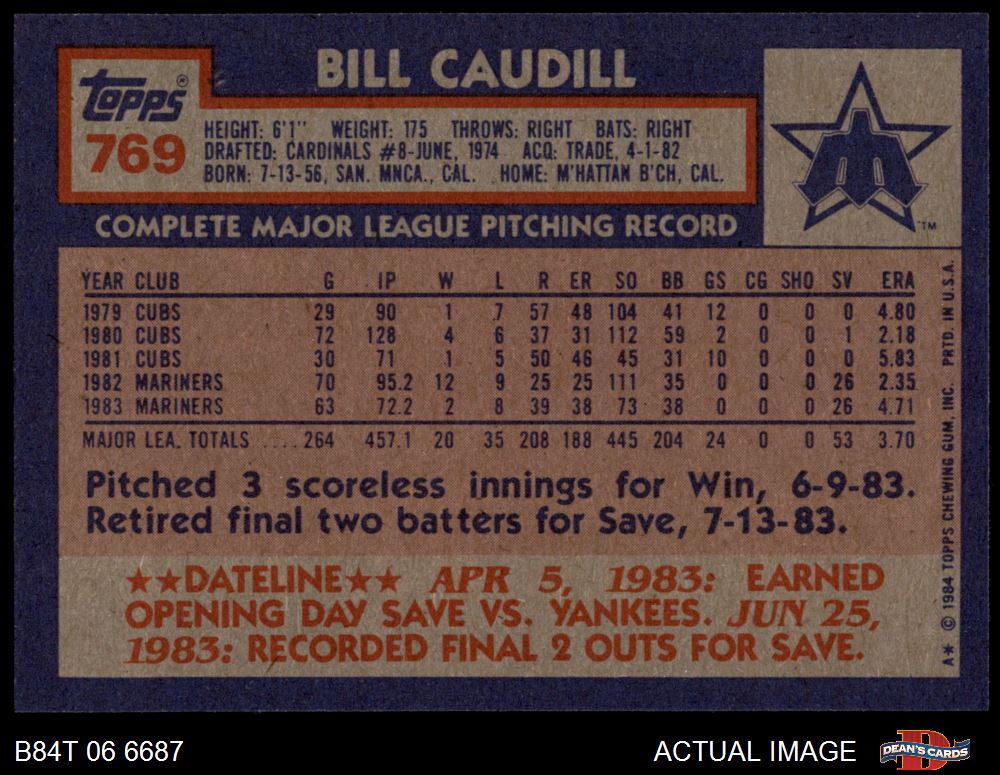 BILL CAUDILL
Topps®
769
HEIGHT: 6'1" WEIGHT: 175 THROWS: RIGHT BATS: RIGHT
DRAFTED: CARDINALS #8-JUNE, 1974 ACQ: TRADE, 4-1-82
BORN: 7-13-56, SAN. MNCA., CAL. HOME: M'HATTAN B'CH, CAL.
TM
COMPLETE MAJOR LEAGUE PITCHING RECORD
YEAR CLUB G IP W L R ER SO BB GS CG SHO SV ERA
1979 CUBS 29 90 1 7 57 48 104 41 12 0 0 0 4.80
1980 CUBS 72 128 4 6 37 31 112 59 2 0 0 1 2.18
1981 CUBS 30 71 1 5 50 46 45 31 10 0 0 0 5.83
1982 MARINERS 70 95.2 12 9 25 25 111 35 0 0 0 26 2.35
1983 MARINERS 63 72.2 2 8 39 38 73 38 0 0 0 26 4.71
MAJOR LEA. TOTALS ....264 457.1 20 35 208 188 445 204 24 0 0 53 3.70
Pitched 3 scoreless innings for Win, 6-9-83.
Retired final two batters for Save, 7-13-83.
★★DATELINE★★ APR 5, 1983: EARNED
OPENING DAY SAVE VS. YANKEES. JUN 25,
1983: RECORDED FINAL 2 OUTS FOR SAVE.
A* © 1984 TOPPS CHEWING GUM, INC. PRTD. IN U.S.A.
B84T 06 6687
ACTUAL IMAGE
D
DEAN'S CARDS